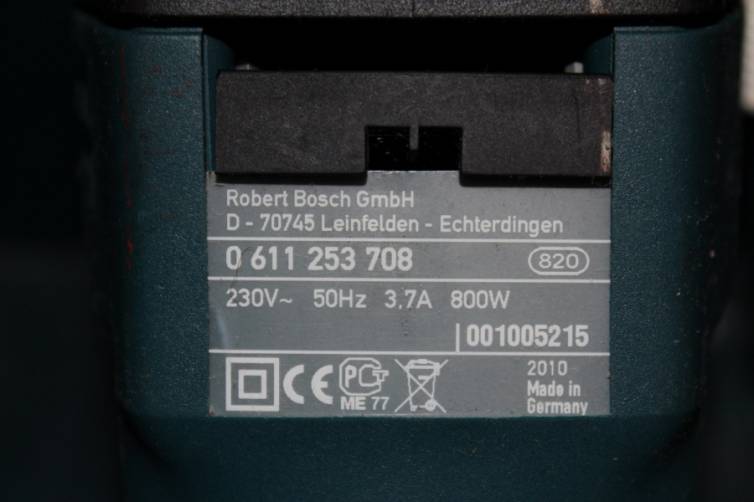 Robert Bosch GmbH
D - 70745 Leinfelden - Echterdingen
0 611 253 708 820
230V~ 50Hz 3,7A 800W
001005215
CE PCT 2010
ME 77 Made in
Germany